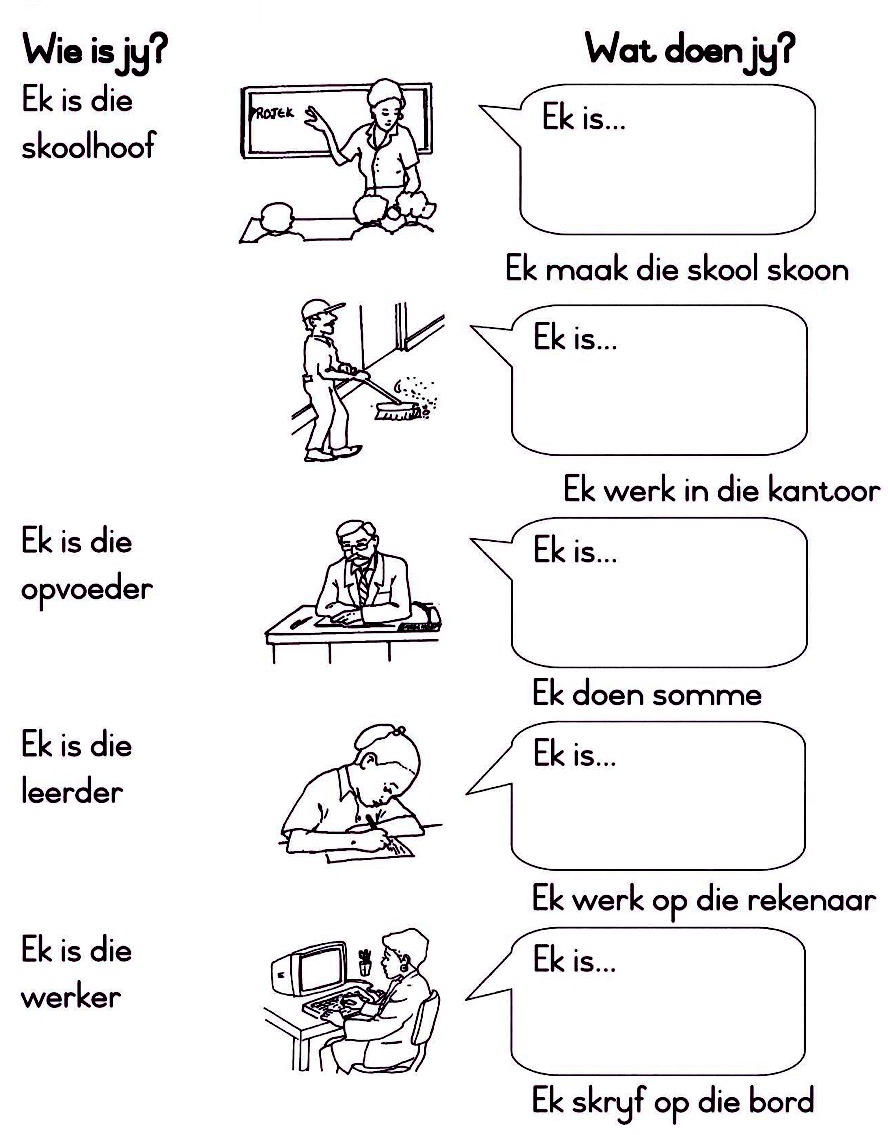 Wie is jy?
Wat doen jy?
Ek is die
skoolhoof
ROJEK
Ek is...
Ek maak die skool skoon
Ek is...
Ek werk in die kantoor
Ek is die
opvoeder
Ek is...
Ek doen somme
Ek is die
leerder
Ek is...
Ek werk op die rekenaar
Ek is die
werker
Ek is...
Ek skryf op die bord